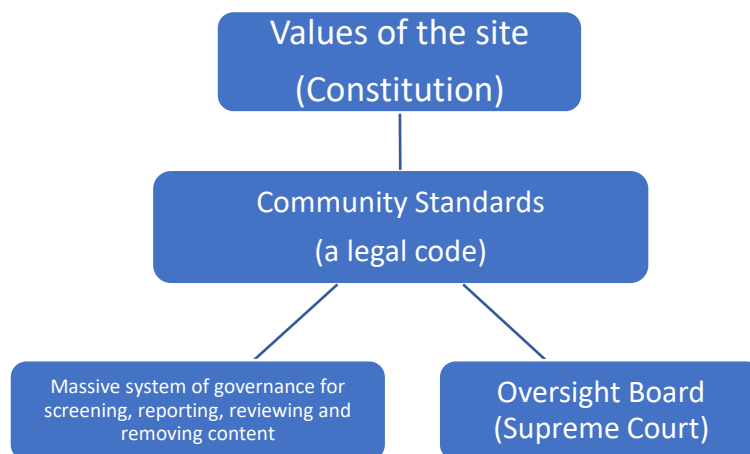 Values of the site
(Constitution)
Community Standards
(a legal code)
Massive system of governance for
screening, reporting, reviewing and
removing content
Oversight Board
(Supreme Court)